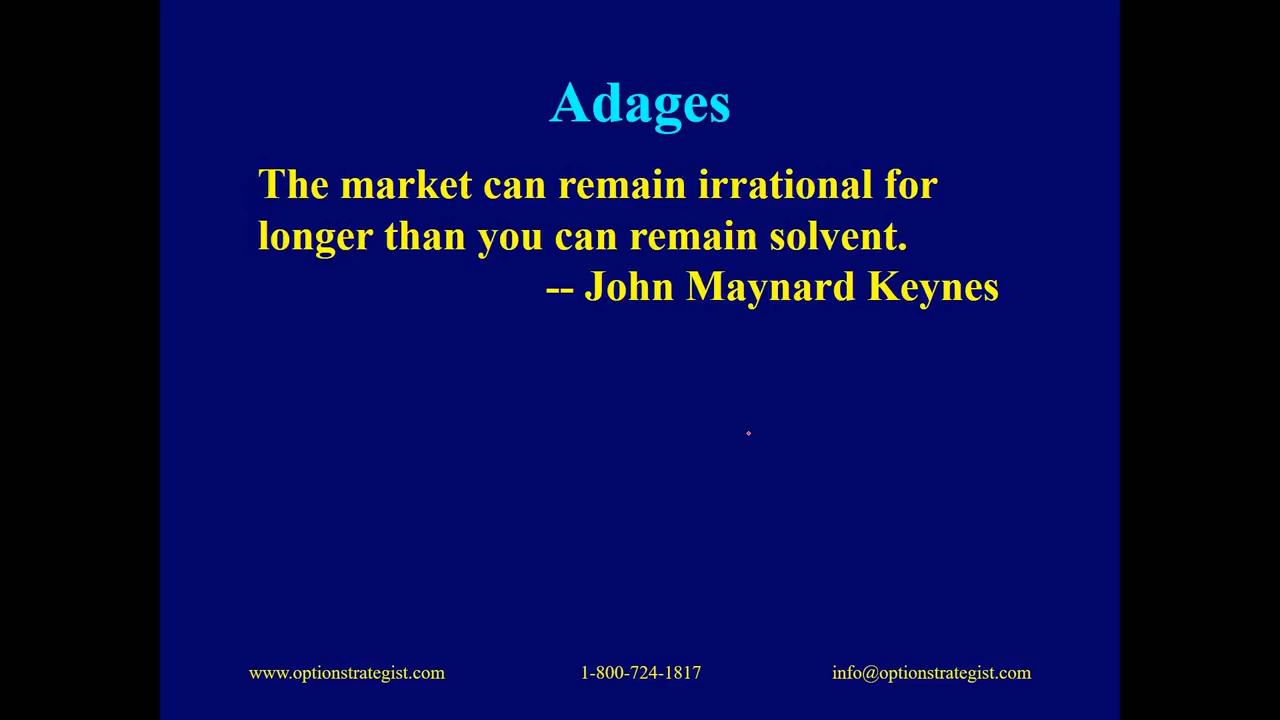 Adages
The market can remain irrational for
longer than you can remain solvent.
-- John Maynard Keynes
www.optionstrategist.com 1-800-724-1817 info@optionstrategist.com